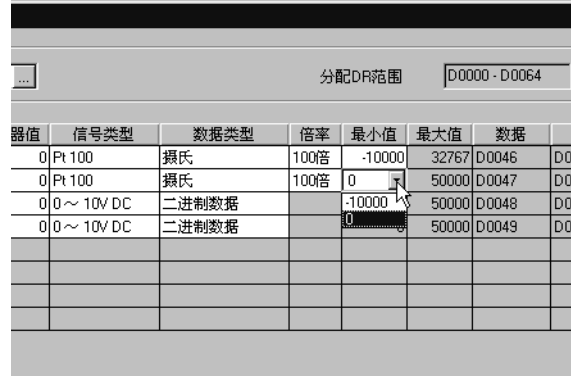 ... 分配DR范围 D0000 - D0064
器值 信号类型 数据类型 倍率 最小值 最大值 数据
0 Pt 100 摄氏 100倍 -10000 32767 D0046 D0
0 Pt 100 摄氏 100倍 0 50000 D0047 D0
0 0～ 10V DC 二进制数据 -10000 50000 D0048 D0
0 0～ 10V DC 二进制数据 0 0 50000 D0049 D0